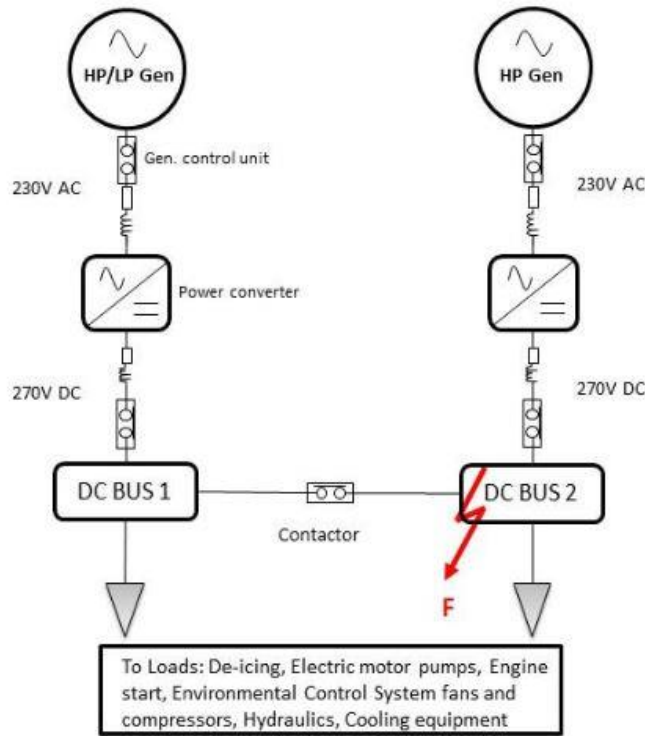 HP/LP Gen
HP Gen
Gen. control unit
230V AC
230V AC
Power converter
270V DC
270V DC
DC BUS 1
DC BUS 2
Contactor
F
To Loads: De-icing, Electric motor pumps, Engine
start, Environmental Control System fans and
compressors, Hydraulics, Cooling equipment